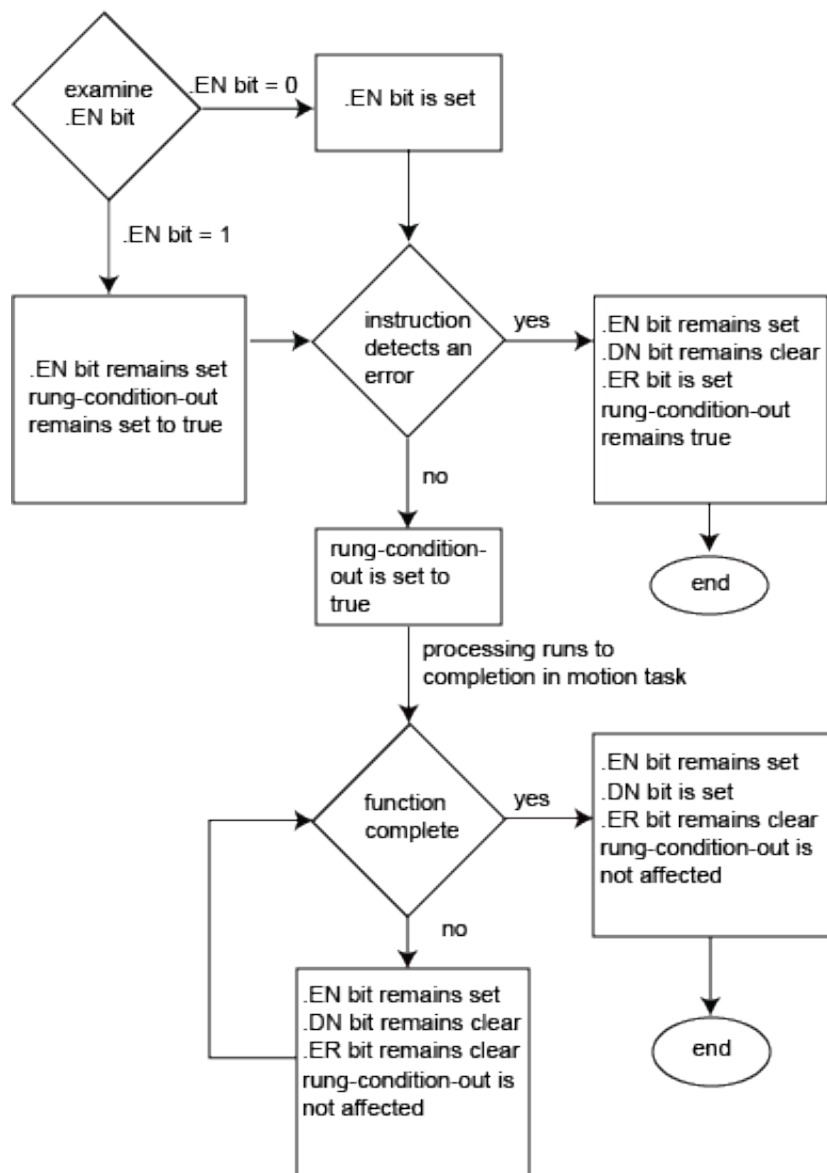 examine
.EN bit
.EN bit = 0
.EN bit is set
.EN bit = 1
.EN bit remains set
rung-condition-out
remains set to true
instruction
detects an
error
yes
.EN bit remains set
.DN bit remains clear
.ER bit is set
rung-condition-out
remains true
end
no
rung-condition-
out is set to
true
processing runs to
completion in motion task
function
complete
yes
.EN bit remains set
.DN bit is set
.ER bit remains clear
rung-condition-out is
not affected
end
no
.EN bit remains set
.DN bit remains clear
.ER bit remains clear
rung-condition-out is
not affected